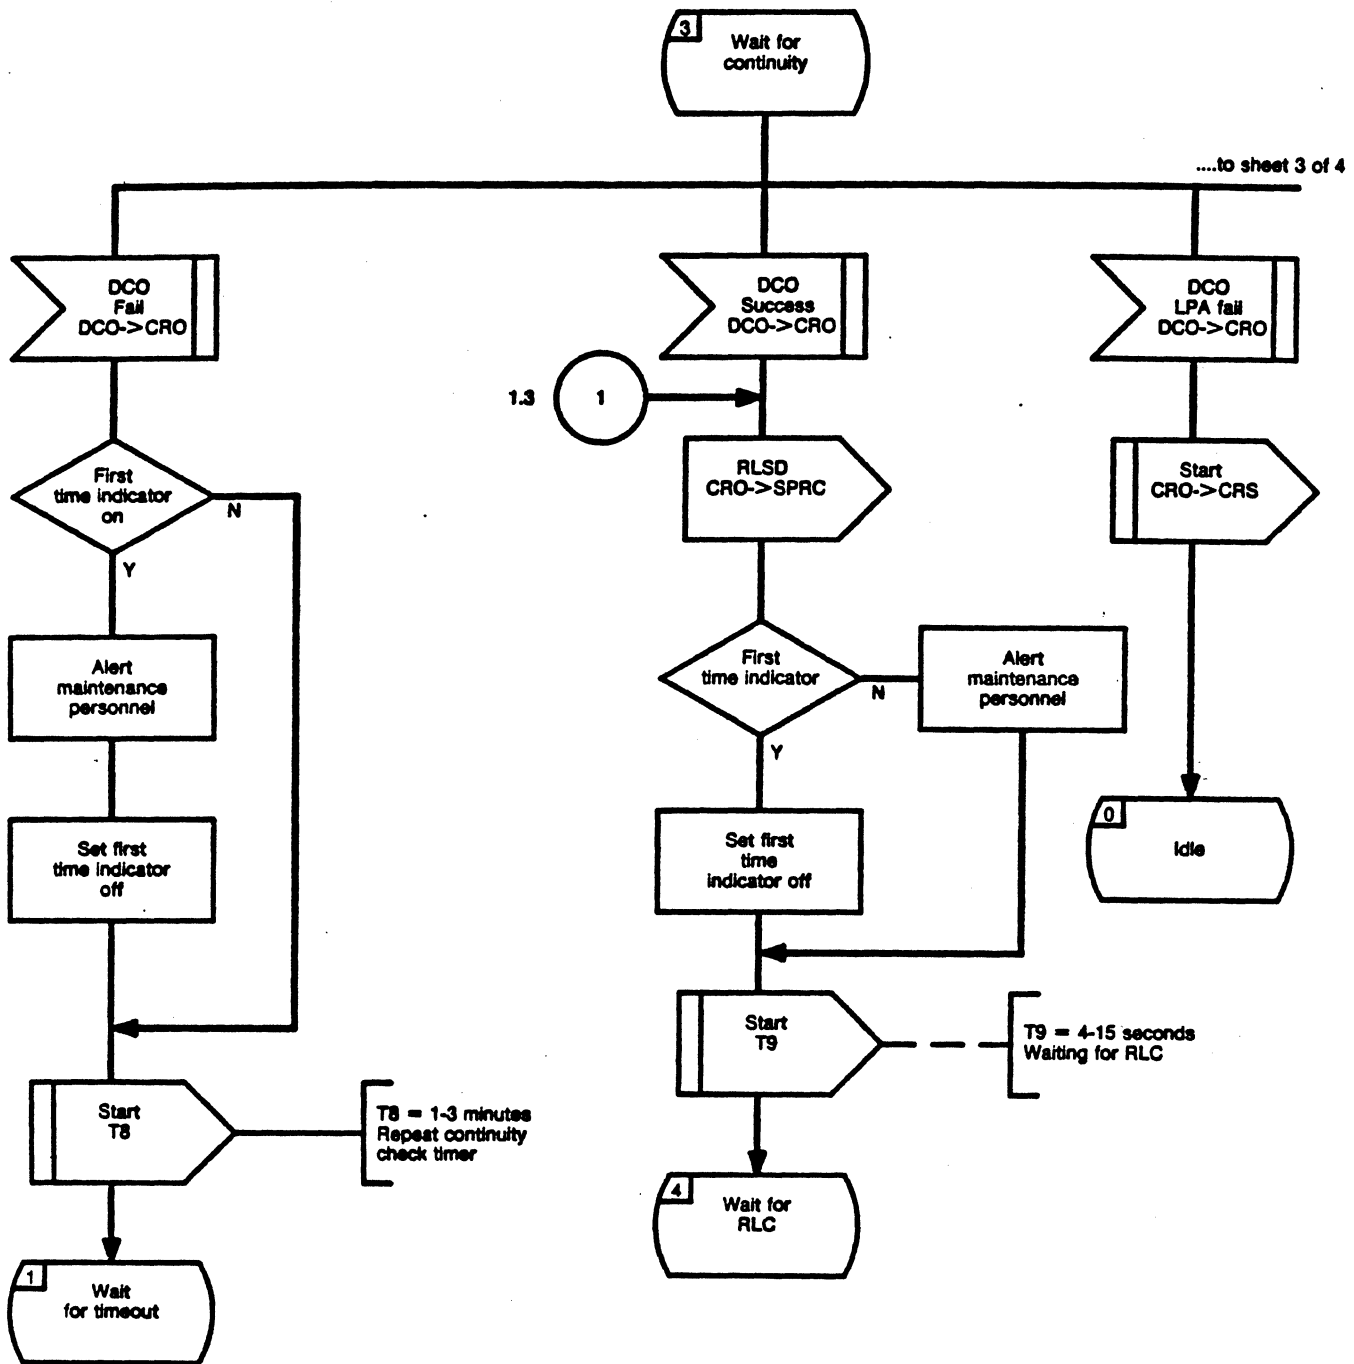 3
Wait for
continuity
....to sheet 3 of 4
DCO
Fail
DCO->CRO
DCO
Success
DCO->CRO
DCO
LPA fail
DCO->CRO
1.3
1
First
time indicator
on
N
Y
RLSD
CRO->SPRC
Start
CRO->CRS
Alert
maintenance
personnel
First
time indicator
N
Y
Alert
maintenance
personnel
Set first
time indicator
off
Set first
time
indicator off
0
Idle
Start
T9
T9 = 4-15 seconds
Waiting for RLC
Start
T8
T8 = 1-3 minutes
Repeat continuity
check timer
4
Wait for
RLC
1
Wait
for timeout